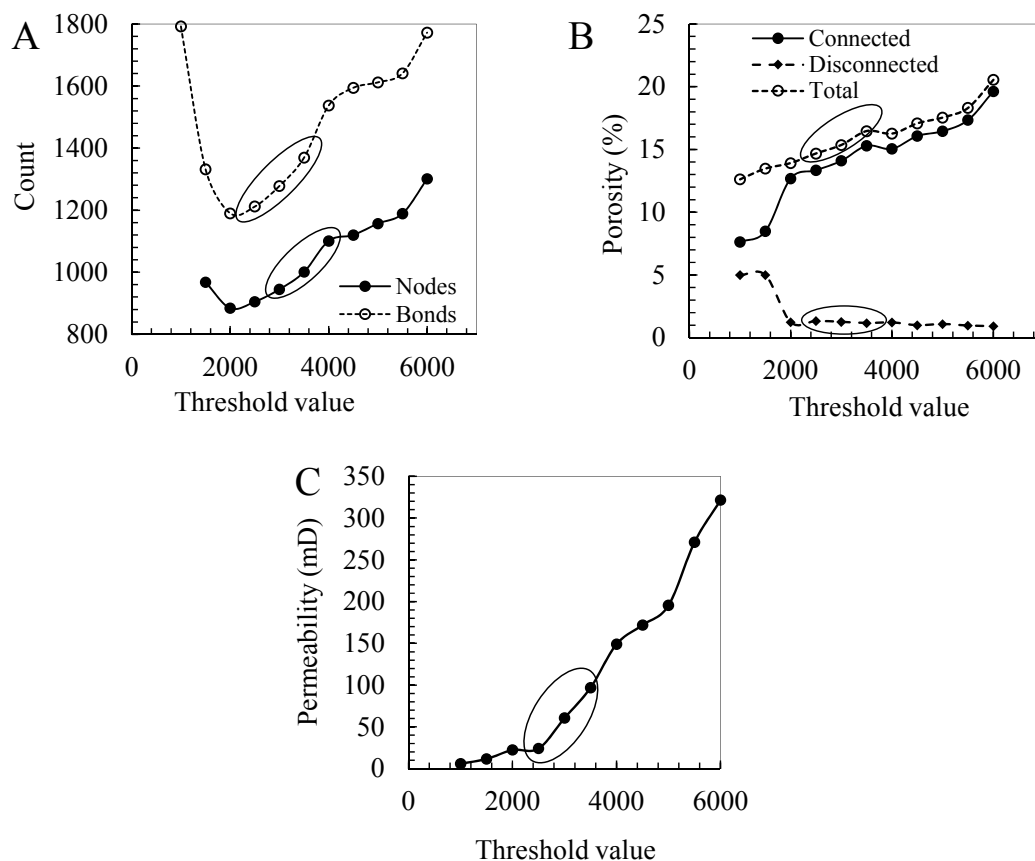 A
1800
1600
1400
1200
1000
800
Count
Nodes
Bonds
0 2000 4000 6000
Threshold value
B
25
20
15
10
5
0
Porosity (%)
Connected
Disconnected
Total
0 2000 4000 6000
Threshold value
C
350
300
250
200
150
100
50
0
Permeability (mD)
0 2000 4000 6000
Threshold value